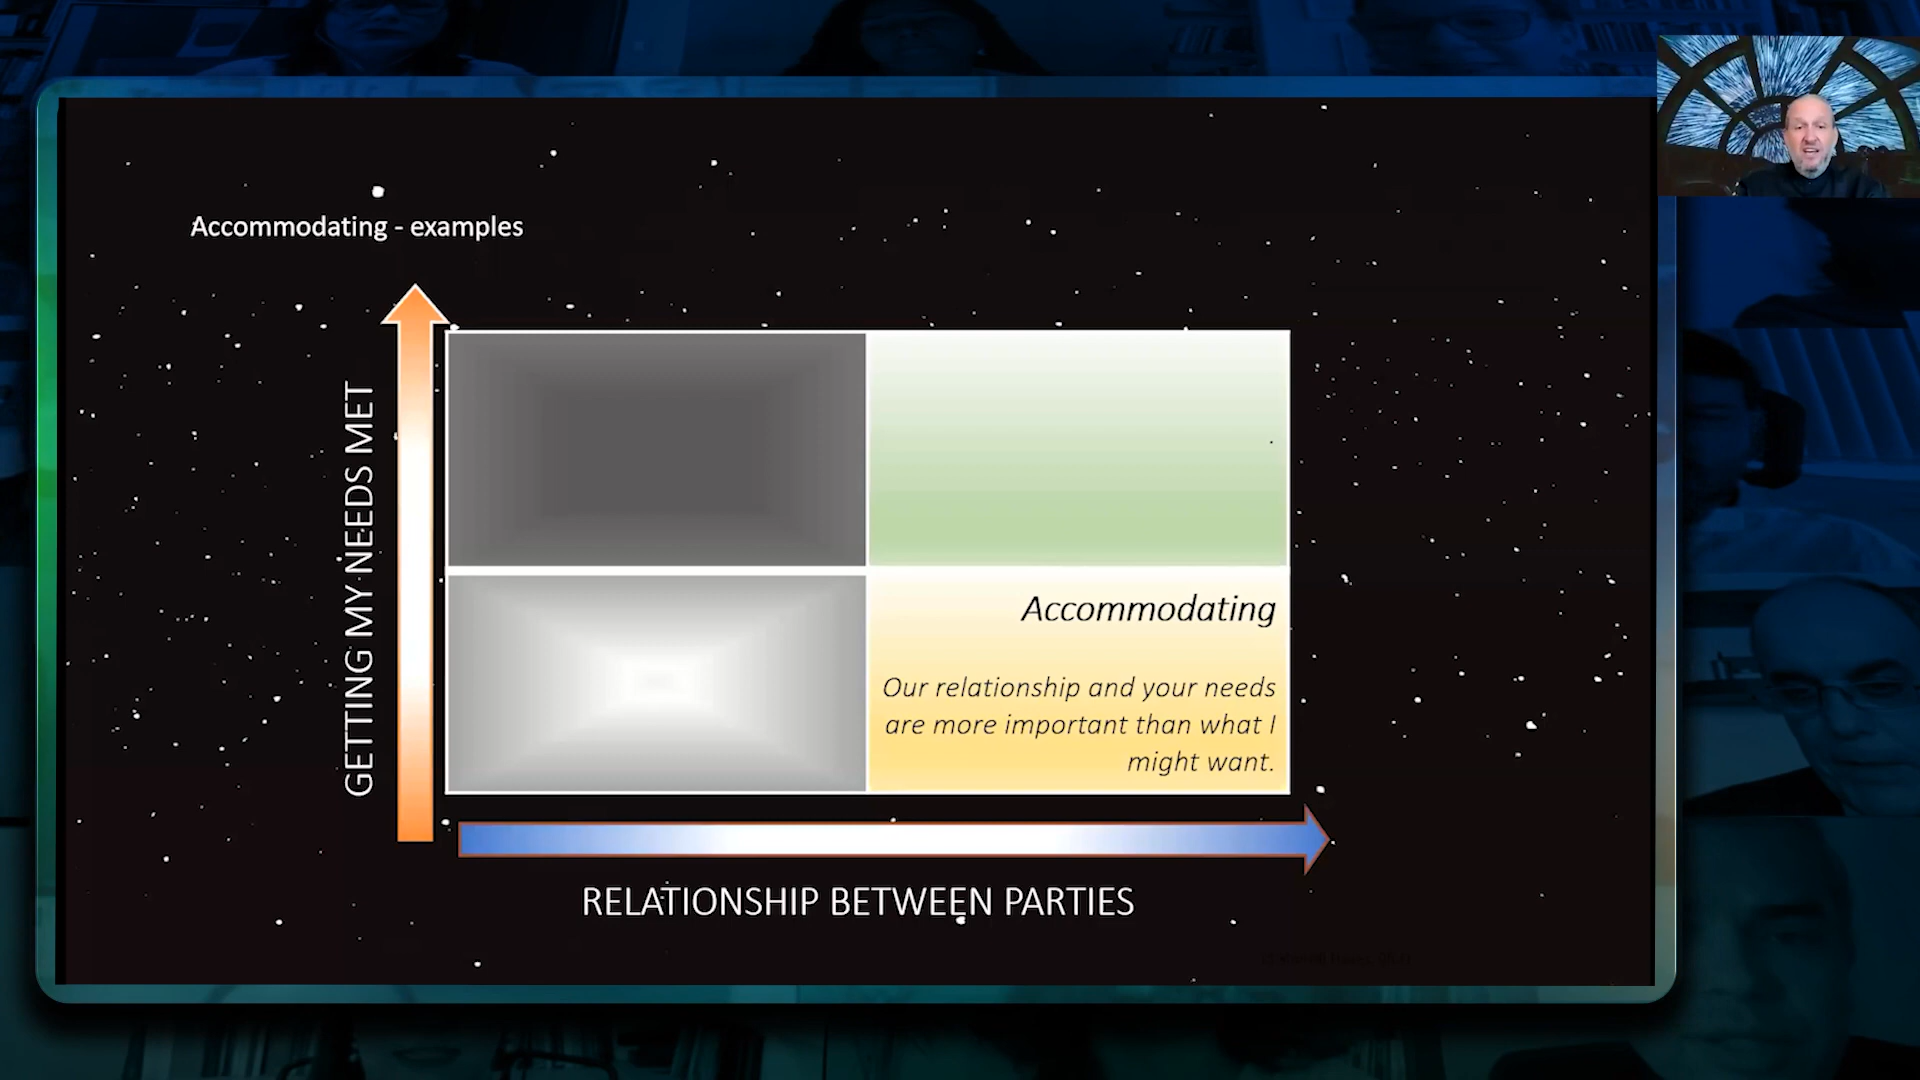 Accommodating - examples
GETTING MY NEEDS MET
Accommodating
Our relationship and your needs
are more important than what I
might want.
RELATIONSHIP BETWEEN PARTIES